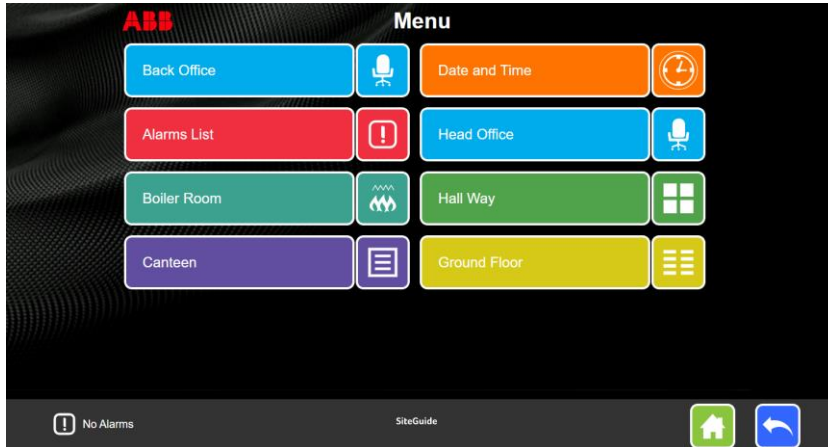 ABB
Menu
Back Office
Date and Time
Alarms List
Head Office
Boiler Room
Hall Way
Canteen
Ground Floor
No Alarms
SiteGuide